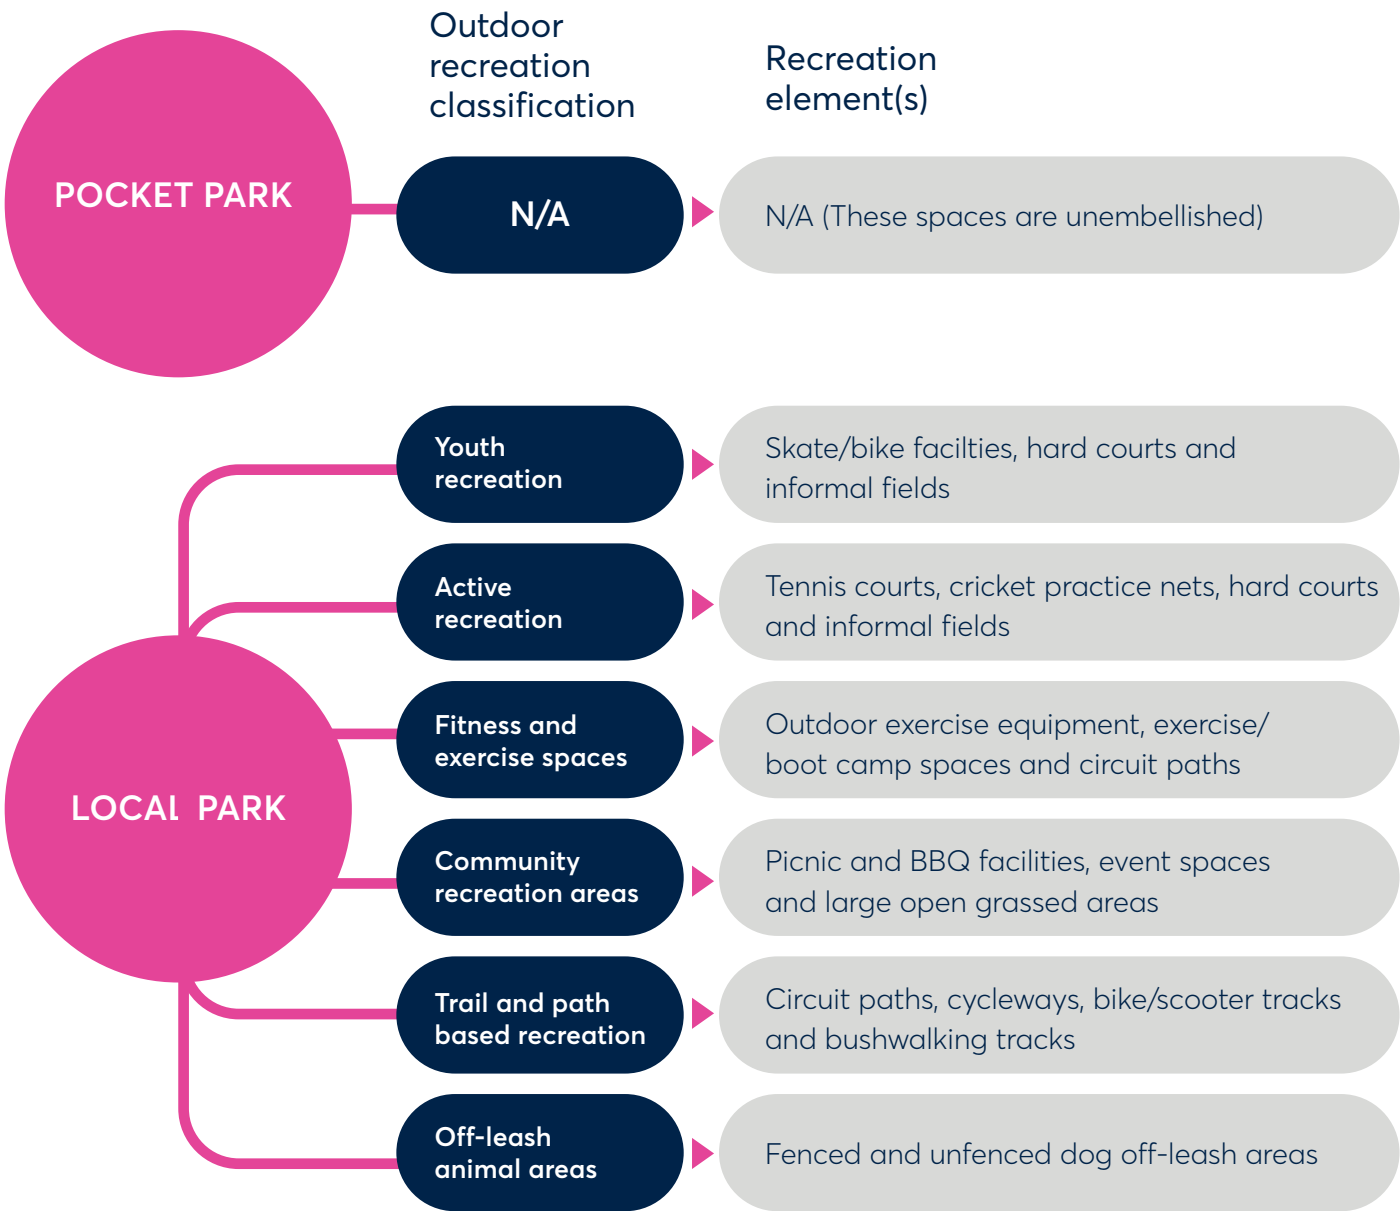 Outdoor
recreation
classification
Recreation
element(s)
POCKET PARK
N/A
N/A (These spaces are unembellished)
LOCAL PARK
Youth
recreation
Skate/bike facilties, hard courts and
informal fields
Active
recreation
Tennis courts, cricket practice nets, hard courts
and informal fields
Fitness and
exercise spaces
Outdoor exercise equipment, exercise/
boot camp spaces and circuit paths
Community
recreation areas
Picnic and BBQ facilities, event spaces
and large open grassed areas
Trail and path
based recreation
Circuit paths, cycleways, bike/scooter tracks
and bushwalking tracks
Off-leash
animal areas
Fenced and unfenced dog off-leash areas